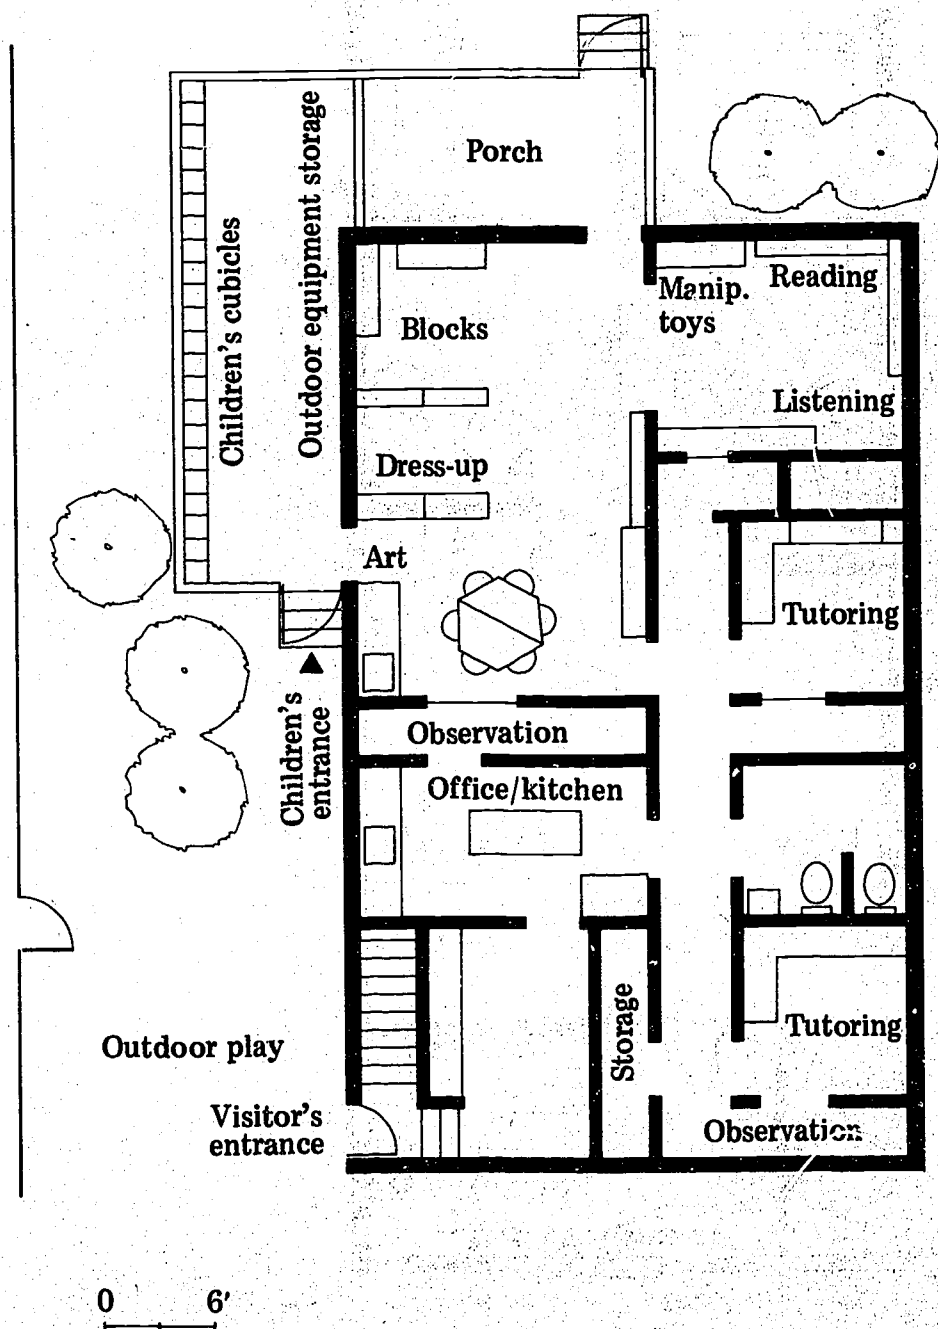 Porch
Children's cubicles
Outdoor equipment storage
Manip.
toys
Reading
Blocks
Listening
Dress-up
Art
Tutoring
Children's
entrance
Observation
Office/kitchen
Storage
Tutoring
Outdoor play
Visitor's
entrance
Observation
0 6′